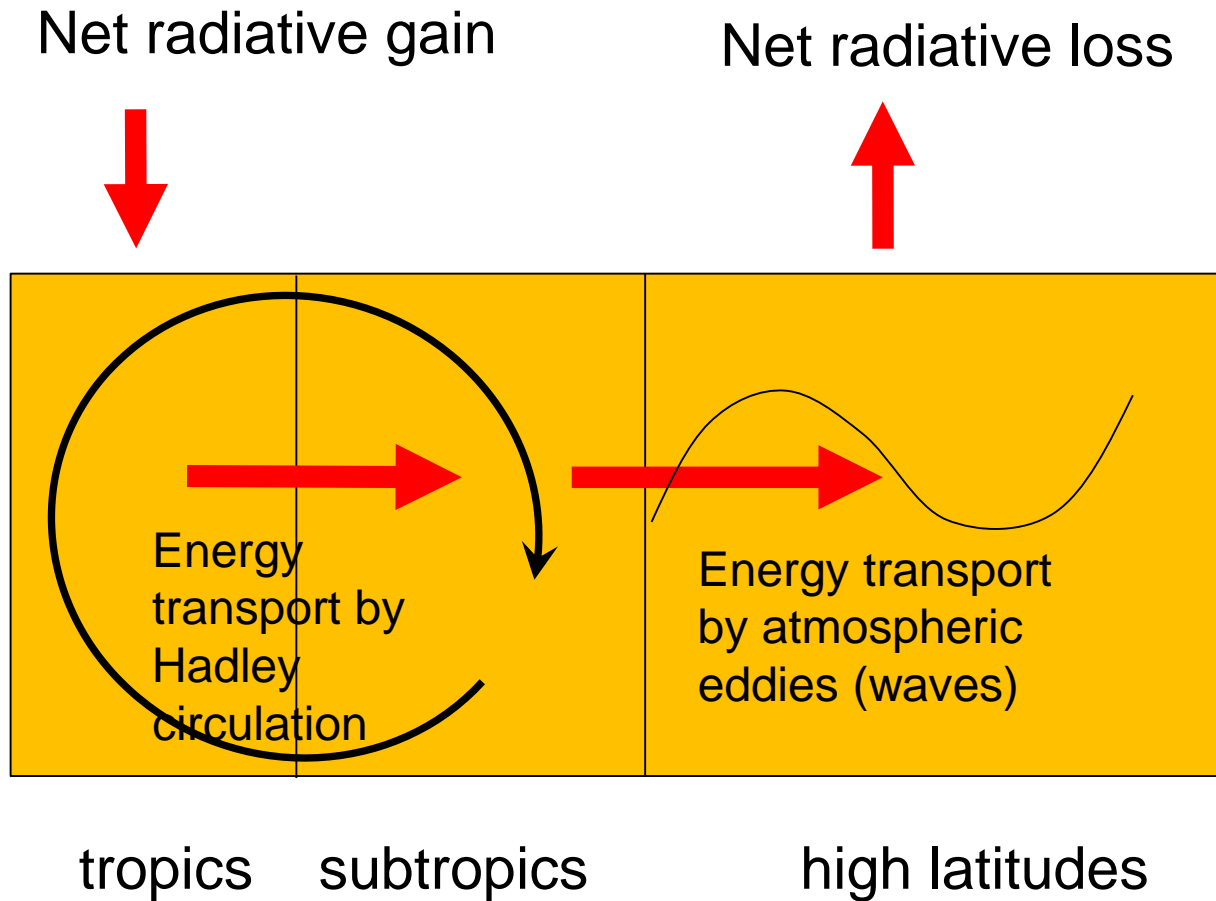 Net radiative gain
Net radiative loss
Energy
transport by
Hadley
circulation
Energy transport
by atmospheric
eddies (waves)
tropics
subtropics
high latitudes